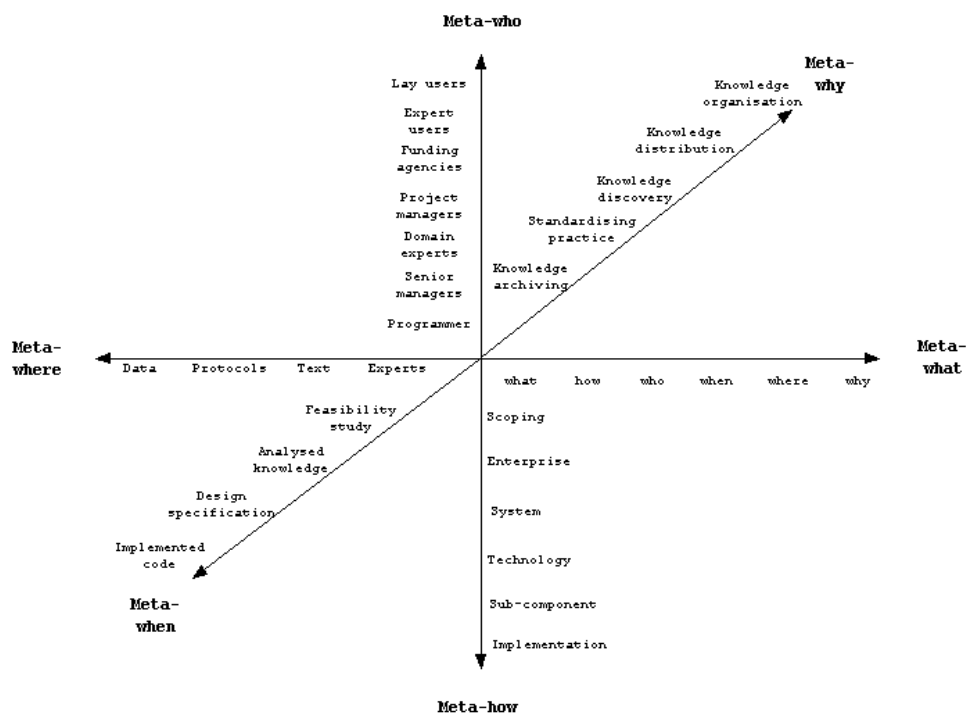 Meta-who
Lay users
Expert
users
Funding
agencies
Project
managers
Domain
experts
Senior
managers
Programmer
Meta-
why
Knowledge
organisation
Knowledge
distribution
Knowledge
discovery
Standardising
practice
Knowledge
archiving
Meta-
where
Data Protocols Text Experts
Meta-
what
what how who when where why
Feasibility
study
Analysed
knowledge
Design
specification
Implemented
code
Meta-
when
Scoping
Enterprise
System
Technology
Sub-component
Implementation
Meta-how